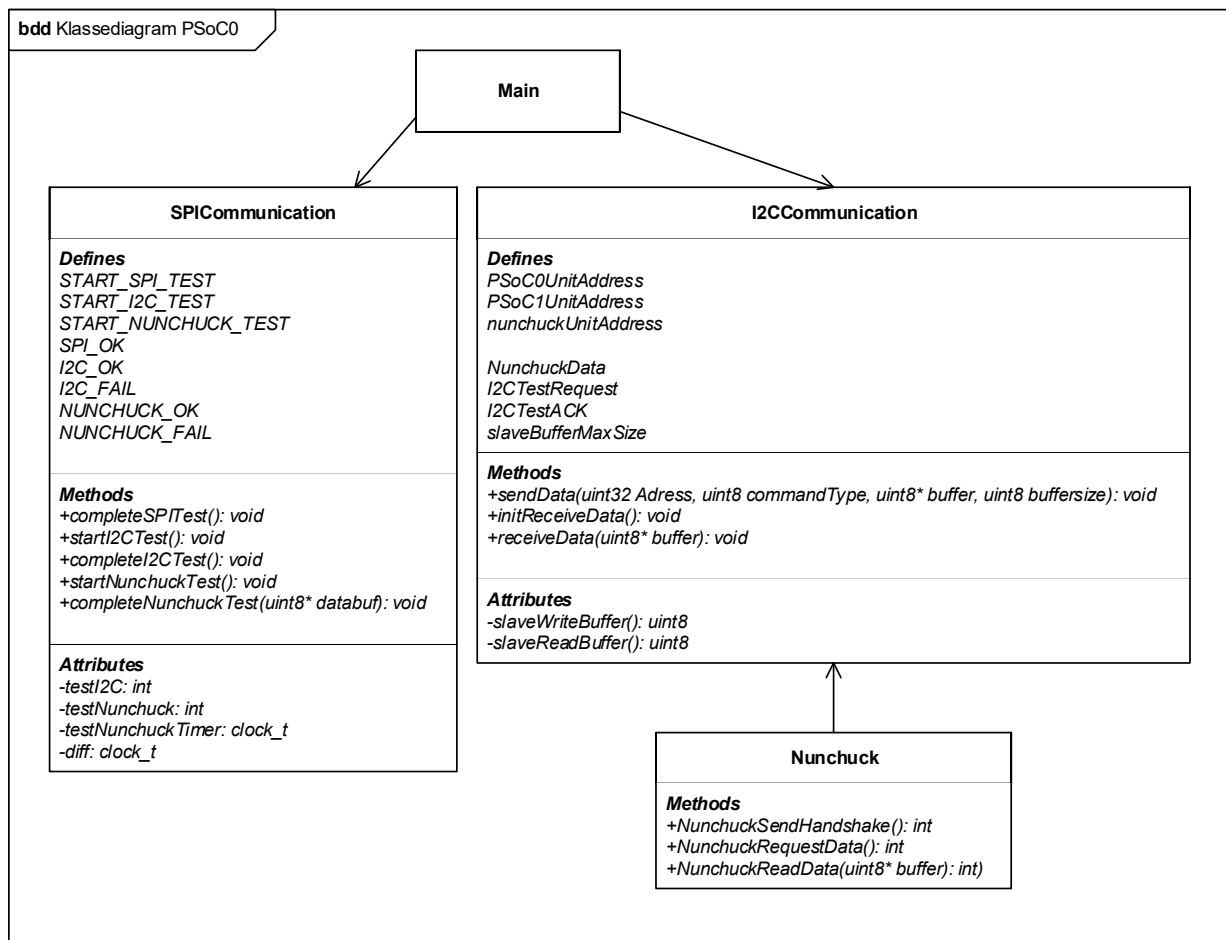 bdd Klassediagram PSoC0
Main
SPICommunication
Defines
START_SPI_TEST
START_I2C_TEST
START_NUNCHUCK_TEST
SPI_OK
I2C_OK
I2C_FAIL
NUNCHUCK_OK
NUNCHUCK_FAIL
Methods
+completeSPITest(): void
+startI2CTest(): void
+completeI2CTest(): void
+startNunchuckTest(): void
+completeNunchuckTest(uint8* databuf): void
Attributes
-testI2C: int
-testNunchuck: int
-testNunchuckTimer: clock_t
-diff: clock_t
I2CCommunication
Defines
PSoC0UnitAddress
PSoC1UnitAddress
nunchuckUnitAddress
NunchuckData
I2CTestRequest
I2CTestACK
slaveBufferMaxSize
Methods
+sendData(uint32 Adress, uint8 commandType, uint8* buffer, uint8 buffersize): void
+initReceiveData(): void
+receiveData(uint8* buffer): void
Attributes
-slaveWriteBuffer(): uint8
-slaveReadBuffer(): uint8
Nunchuck
Methods
+NunchuckSendHandshake(): int
+NunchuckRequestData(): int
+NunchuckReadData(uint8* buffer): int)